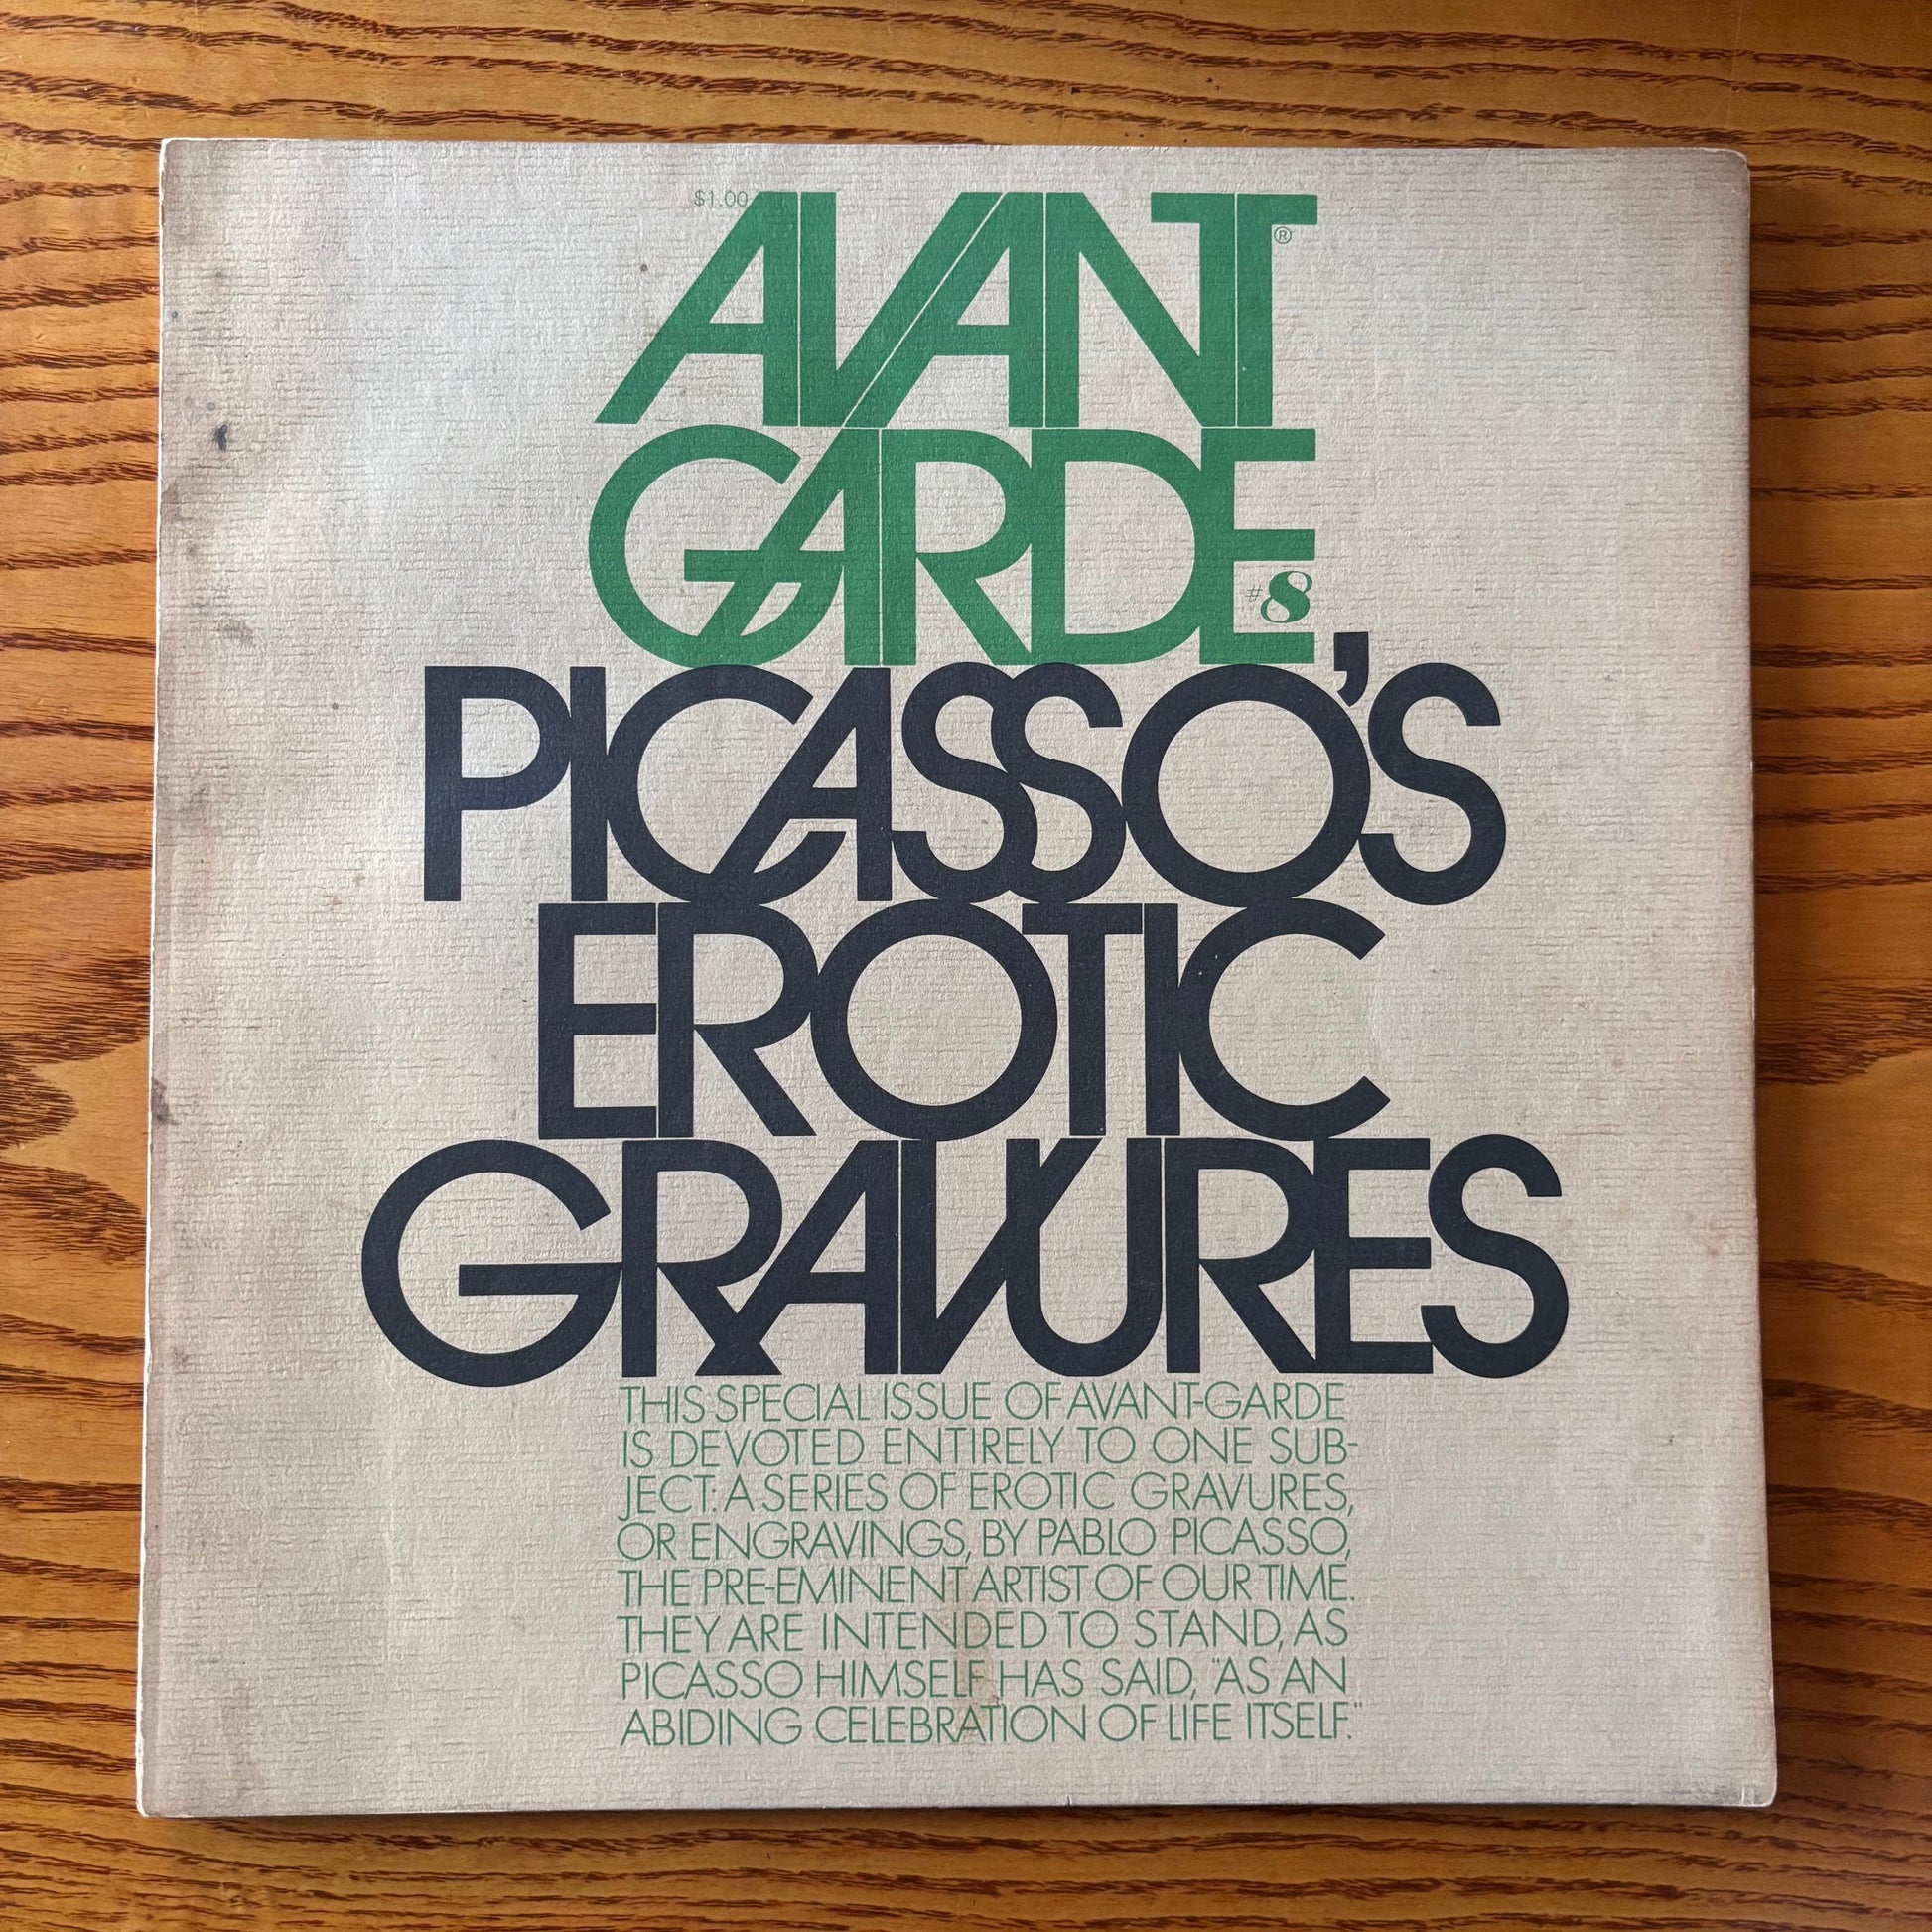 $1.00
AVANT®
GARDE
#8
PICASSO'S
EROTIC
GRAVURES
THIS SPECIAL ISSUE OF AVANT-GARDE
IS DEVOTED ENTIRELY TO ONE SUB-
JECT: A SERIES OF EROTIC GRAVURES,
OR ENGRAVINGS, BY PABLO PICASSO,
THE PRE-EMINENT ARTIST OF OUR TIME.
THEY ARE INTENDED TO STAND, AS
PICASSO HIMSELF HAS SAID, "AS AN
ABIDING CELEBRATION OF LIFE ITSELF."